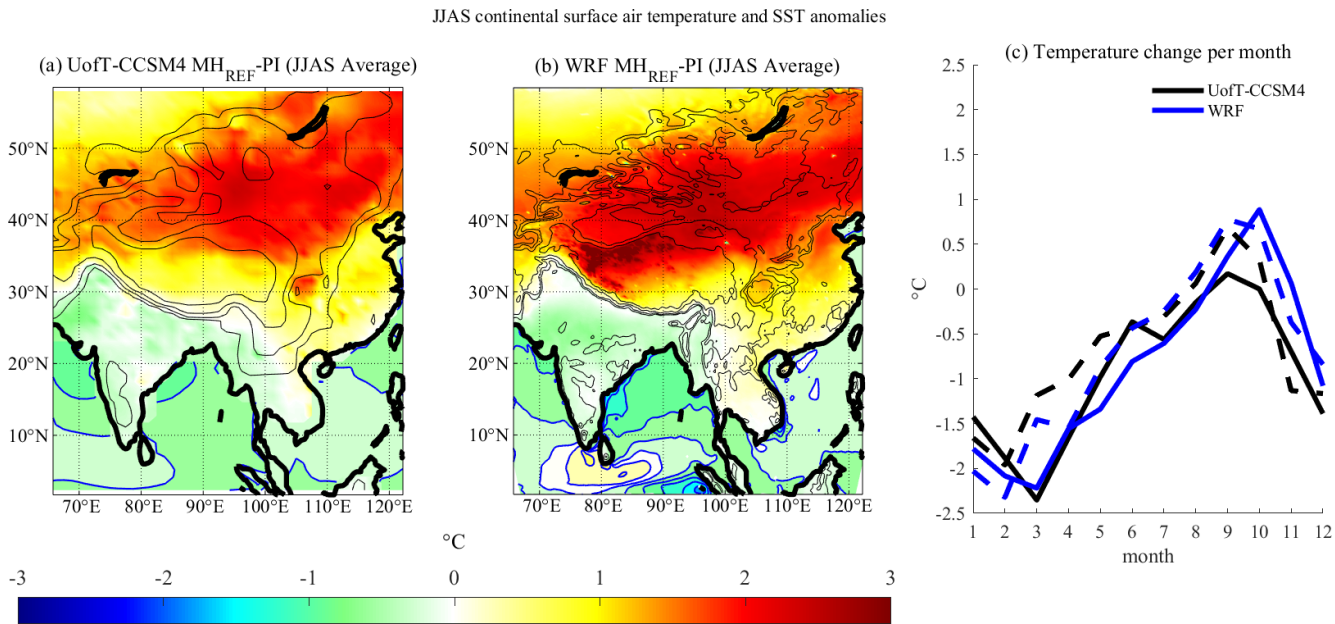 JJAS continental surface air temperature and SST anomalies
(a) UofT-CCSM4 MH_REF-PI (JJAS Average)
50°N
40°N
30°N
20°N
10°N
70°E 80°E 90°E 100°E 110°E 120°E
(b) WRF MH_REF-PI (JJAS Average)
50°N
40°N
30°N
20°N
10°N
70°E 80°E 90°E 100°E 110°E 120°E
(c) Temperature change per month
UofT-CCSM4
WRF
2.5
2
1.5
1
0.5
0
-0.5
-1
-1.5
-2
-2.5
°C
1 2 3 4 5 6 7 8 9 10 11 12
month
°C
-3 -2 -1 0 1 2 3